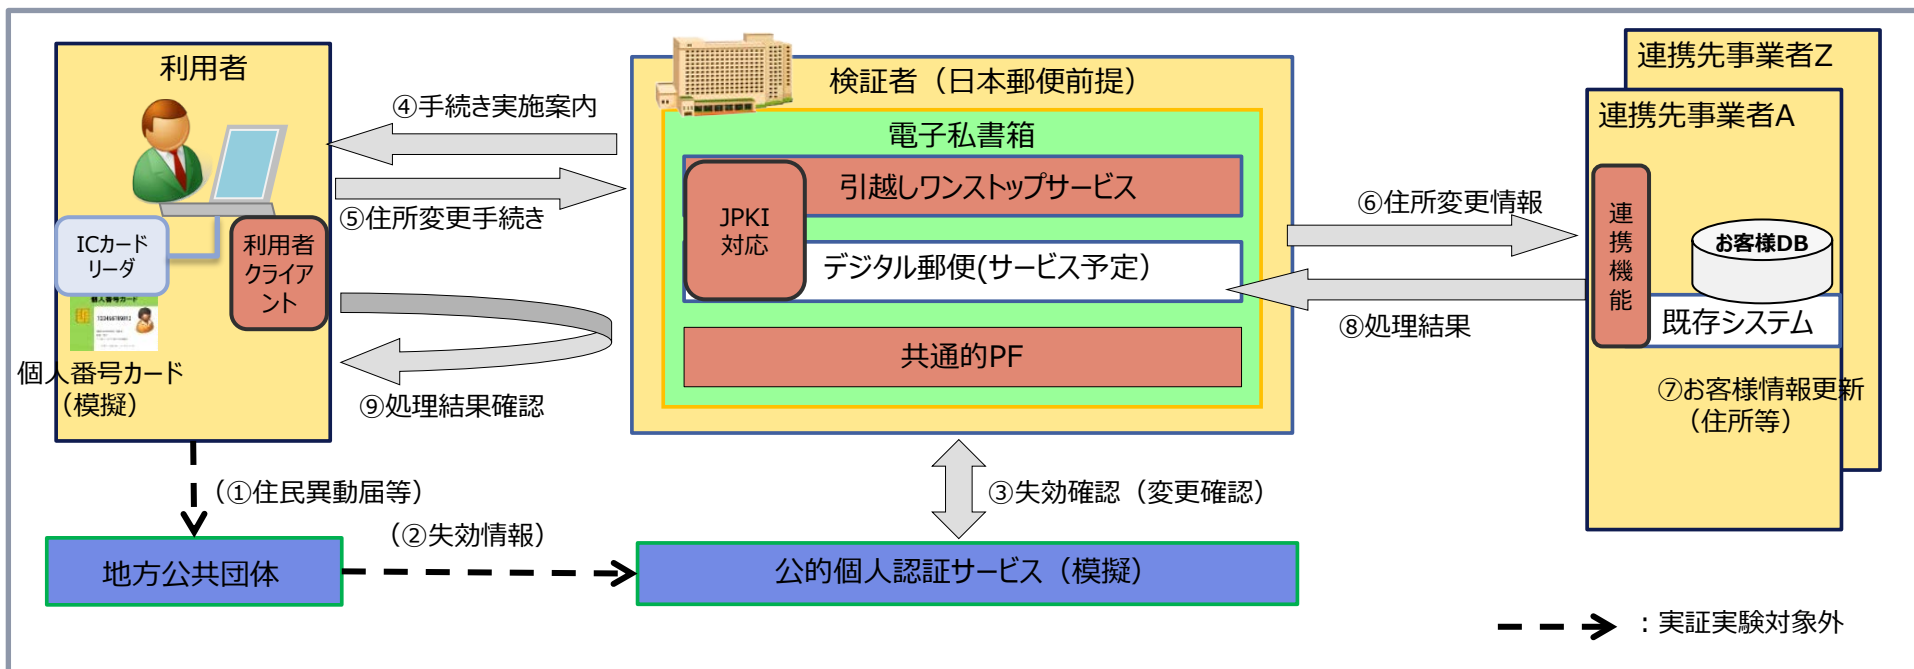 利用者
ICカード
リーダ
利用者
クライア
ント
個人番号カード
個人番号カード
（模擬）
④手続き実施案内
⑤住所変更手続き
⑨処理結果確認
検証者（日本郵便前提）
電子私書箱
引越しワンストップサービス
JPKI
対応
デジタル郵便(サービス予定）
共通的PF
⑥住所変更情報
⑧処理結果
連携先事業者Z
連携先事業者A
連
携
機
能
お客様DB
既存システム
⑦お客様情報更新
（住所等）
（①住民異動届等）
（②失効情報）
③失効確認（変更確認）
地方公共団体
公的個人認証サービス（模擬）
：実証実験対象外